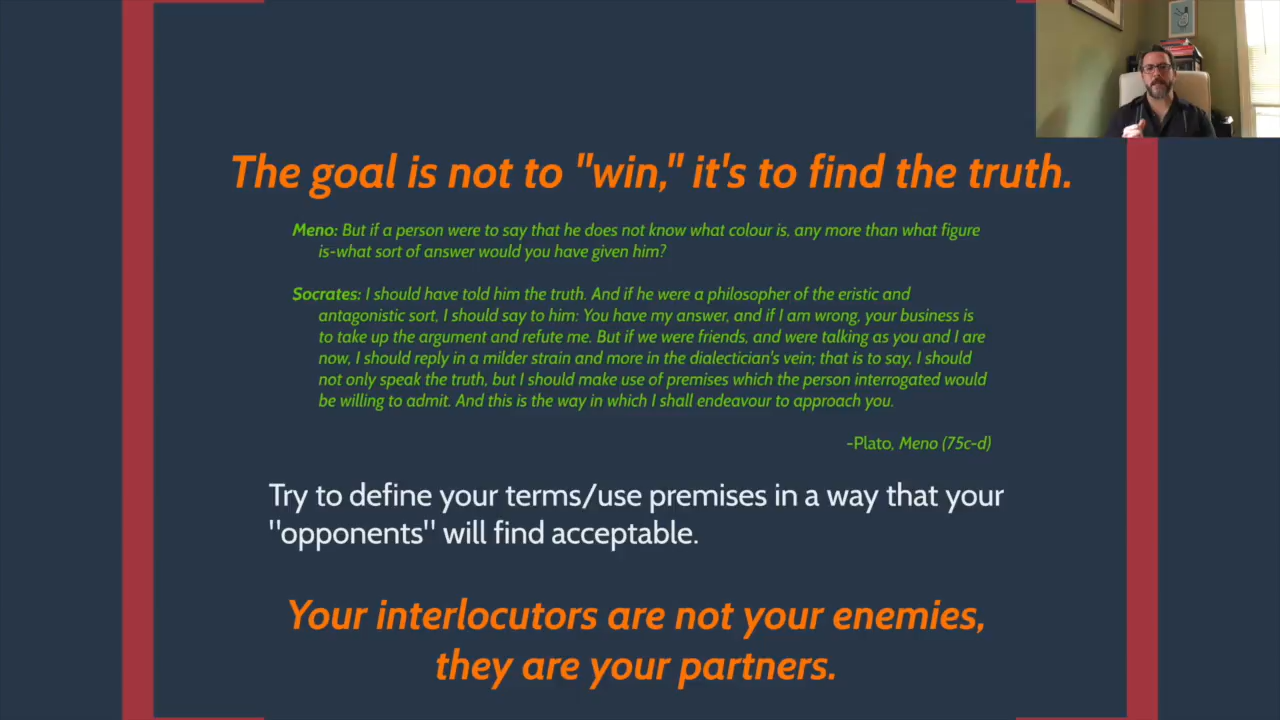 The goal is not to "win," it's to find the truth.
Meno: But if a person were to say that he does not know what colour is, any more than what figure
is-what sort of answer would you have given him?
Socrates: I should have told him the truth. And if he were a philosopher of the eristic and
antagonistic sort, I should say to him: You have my answer, and if I am wrong, your business is
to take up the argument and refute me. But if we were friends, and were talking as you and I are
now, I should reply in a milder strain and more in the dialectician's vein; that is to say, I should
not only speak the truth, but I should make use of premises which the person interrogated would
be willing to admit. And this is the way in which I shall endeavour to approach you.
-Plato, Meno (75c-d)
Try to define your terms/use premises in a way that your
"opponents" will find acceptable.
Your interlocutors are not your enemies,
they are your partners.